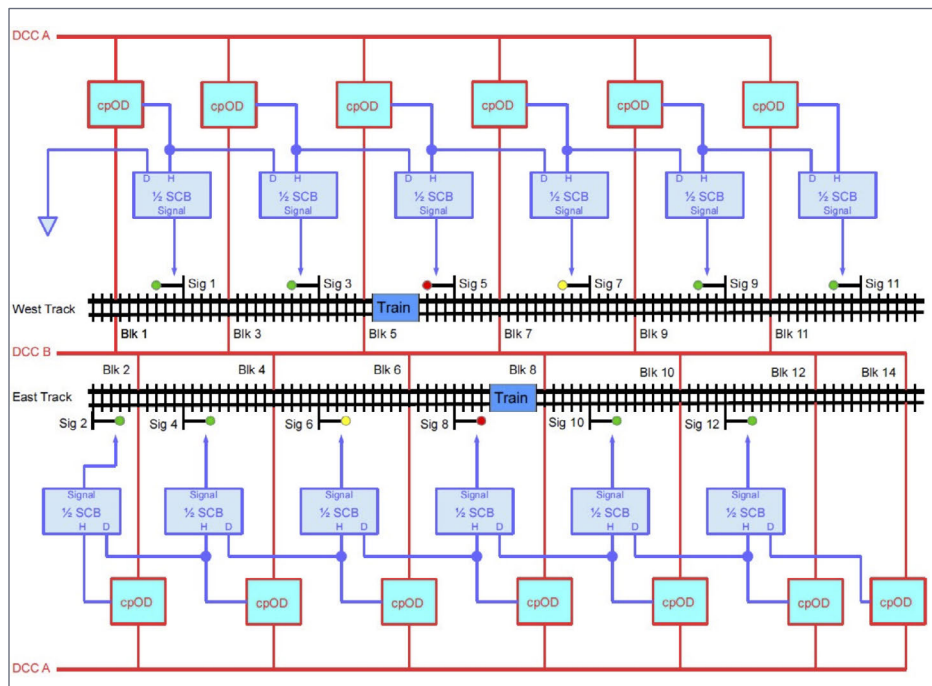 DCC A
cpOD cpOD cpOD cpOD cpOD cpOD
D H D H D H D H D H D H
½ SCB ½ SCB ½ SCB ½ SCB ½ SCB ½ SCB
Signal Signal Signal Signal Signal Signal
Sig 1 Sig 3 Sig 5 Sig 7 Sig 9 Sig 11
West Track Train
Blk 1 Blk 3 Blk 5 Blk 7 Blk 9 Blk 11
DCC B
Blk 2 Blk 4 Blk 6 Blk 8 Blk 10 Blk 12 Blk 14
East Track Train
Sig 2 Sig 4 Sig 6 Sig 8 Sig 10 Sig 12
Signal Signal Signal Signal Signal Signal
½ SCB ½ SCB ½ SCB ½ SCB ½ SCB ½ SCB
H D H D H D H D H D H D
cpOD cpOD cpOD cpOD cpOD cpOD cpOD
DCC A